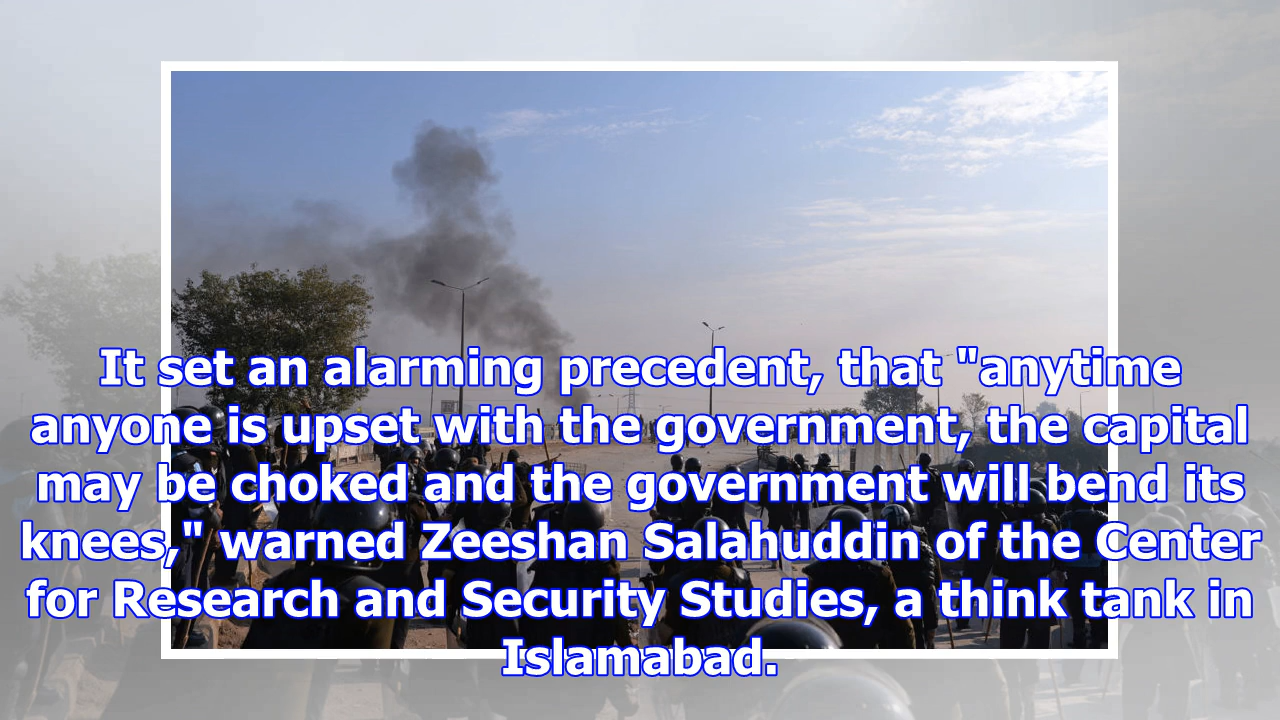 It set an alarming precedent, that "anytime
anyone is upset with the government, the capital
may be choked and the government will bend its
knees," warned Zeeshan Salahuddin of the Center
for Research and Security Studies, a think tank in
Islamabad.